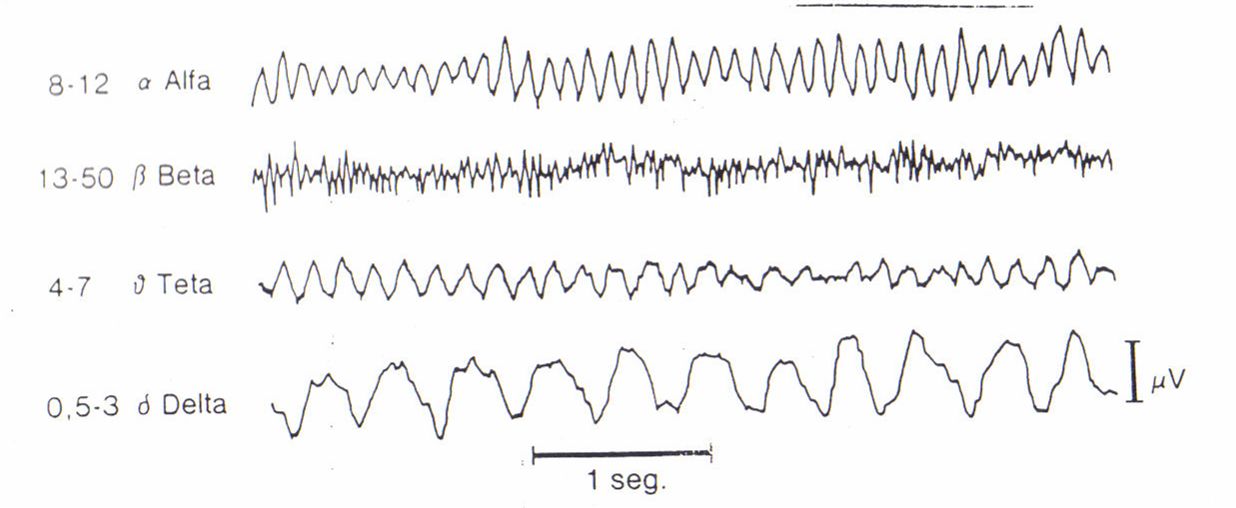 8-12 α Alfa
13-50 β Beta
4-7 ϑ Teta
0,5-3 δ Delta
μV
1 seg.